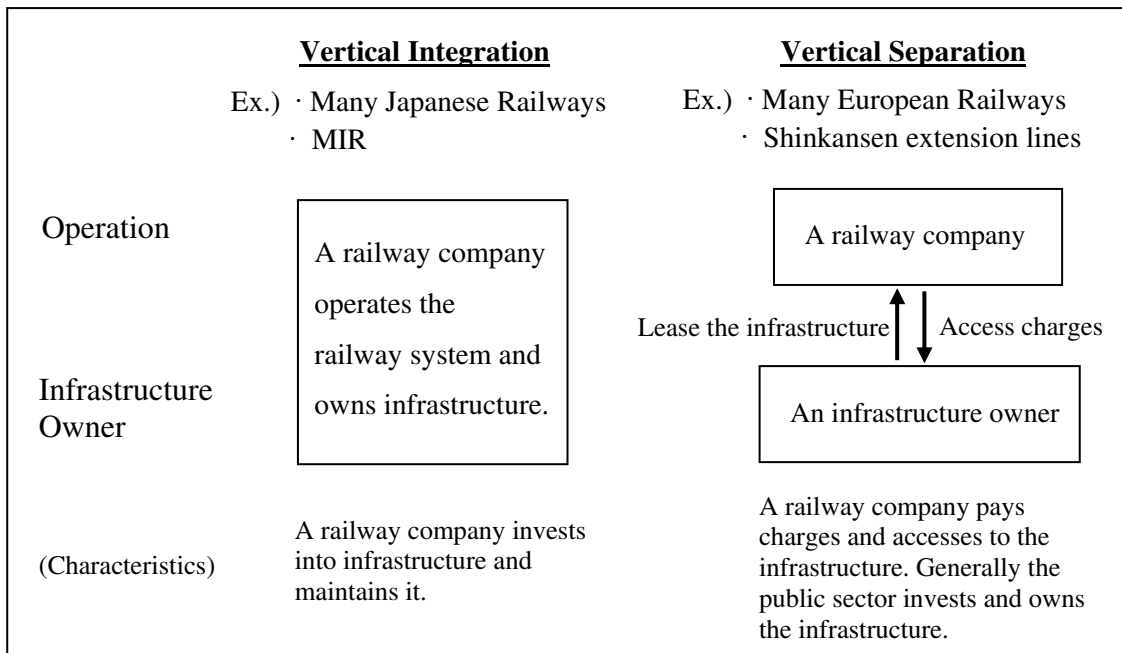 Vertical Integration
Ex.) · Many Japanese Railways
· MIR
Vertical Separation
Ex.) · Many European Railways
· Shinkansen extension lines
Operation
Infrastructure
Owner
A railway company
operates the
railway system and
owns infrastructure.
A railway company
Lease the infrastructure
Access charges
An infrastructure owner
(Characteristics)
A railway company invests
into infrastructure and
maintains it.
A railway company pays
charges and accesses to the
infrastructure. Generally the
public sector invests and owns
the infrastructure.